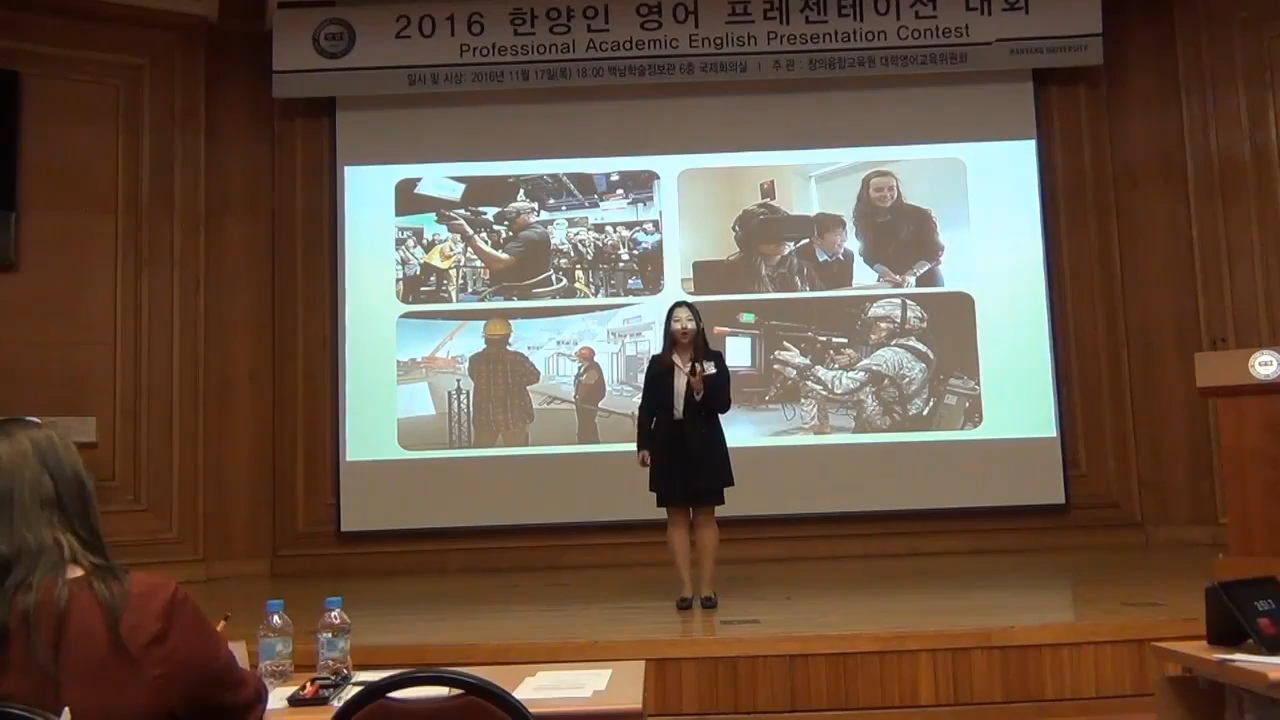 2016 한양인 영어 프레젠테이션 대회
Professional Academic English Presentation Contest
HANYANG UNIVERSITY
일시 및 시상: 2016년 11월 17일(목) 18:00 백남학술정보관 6층 국제회의실 ㅣ 주 관 : 창의융합교육원 대학영어교육위원회